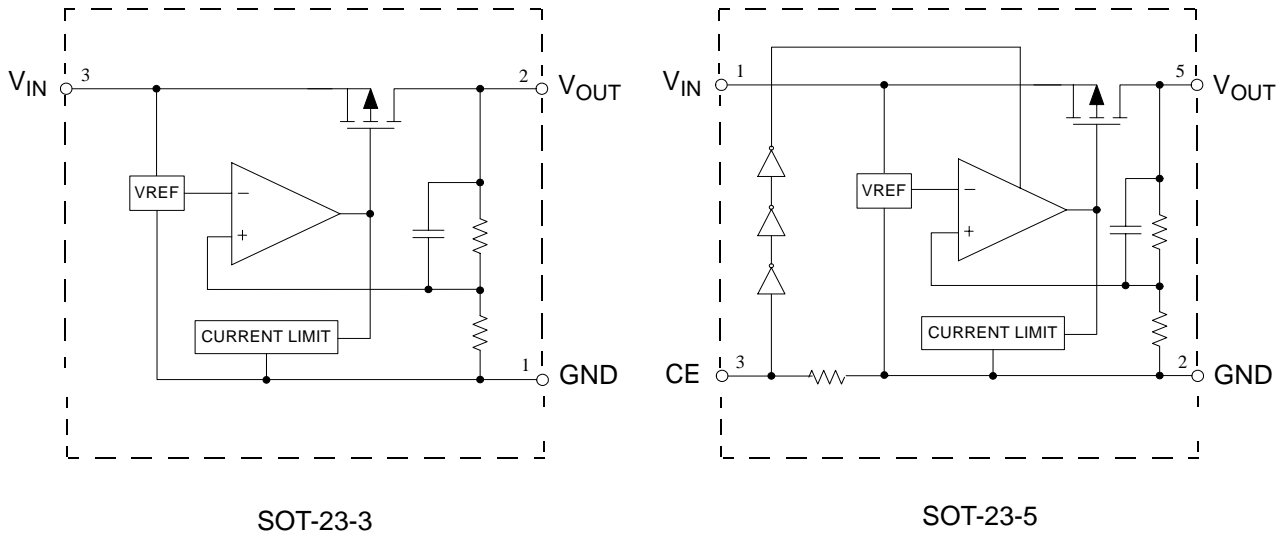 VIN
3
2
VOUT
VREF
−
+
CURRENT LIMIT
1
GND
SOT-23-3
VIN
1
5
VOUT
VREF
−
+
CURRENT LIMIT
CE
3
2
GND
SOT-23-5